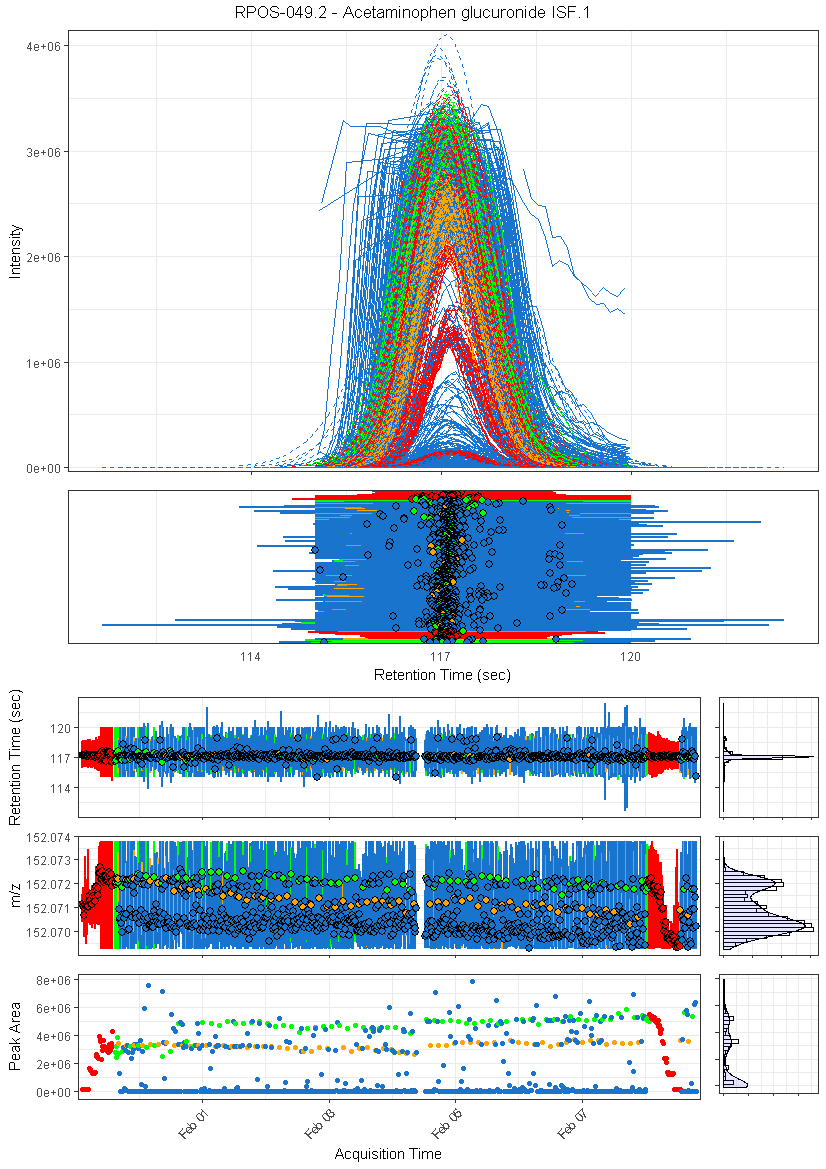 RPOS-049.2 - Acetaminophen glucuronide ISF.1
4e+06
3e+06
2e+06
1e+06
0e+00
Intensity
114
117
120
Retention Time (sec)
Retention Time (sec)
120
117
114
m/z
152.074
152.073
152.072
152.071
152.070
Peak Area
8e+06
6e+06
4e+06
2e+06
0e+00
Feb 01
Feb 03
Feb 05
Feb 07
Acquisition Time